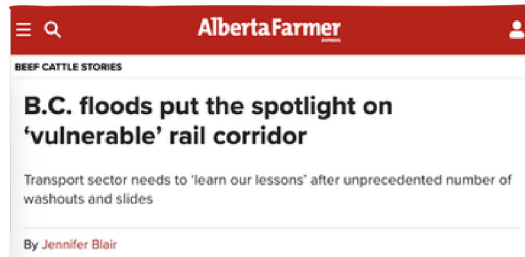 AlbertaFarmer
EXPRESS
BEEF CATTLE STORIES
B.C. floods put the spotlight on
‘vulnerable’ rail corridor
Transport sector needs to ‘learn our lessons’ after unprecedented number of
washouts and slides
By Jennifer Blair